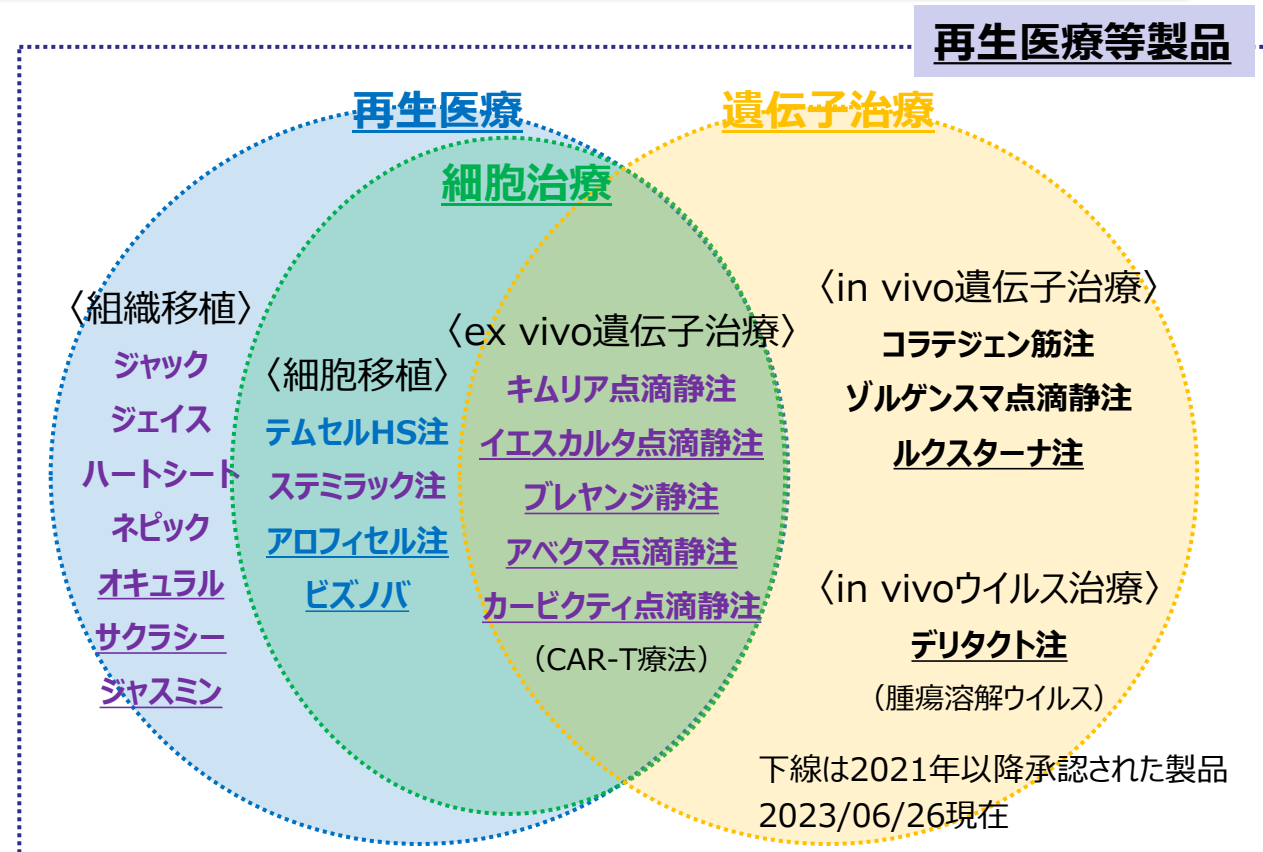 再生医療等製品
再生医療
遺伝子治療
細胞治療
〈組織移植〉
ジャック
ジェイス
ハートシート
ネピック
オキュラル
サクラシー
ジャスミン
〈細胞移植〉
テムセルHS注
ステミラック注
アロフィセル注
ビズノバ
〈ex vivo遺伝子治療〉
キムリア点滴静注
イエスカルタ点滴静注
ブレヤンジ静注
アベクマ点滴静注
カービクティ点滴静注
（CAR-T療法）
〈in vivo遺伝子治療〉
コラテジェン筋注
ゾルゲンスマ点滴静注
ルクスターナ注
〈in vivoウイルス治療〉
デリタクト注
（腫瘍溶解ウイルス）
下線は2021年以降承認された製品
2023/06/26現在